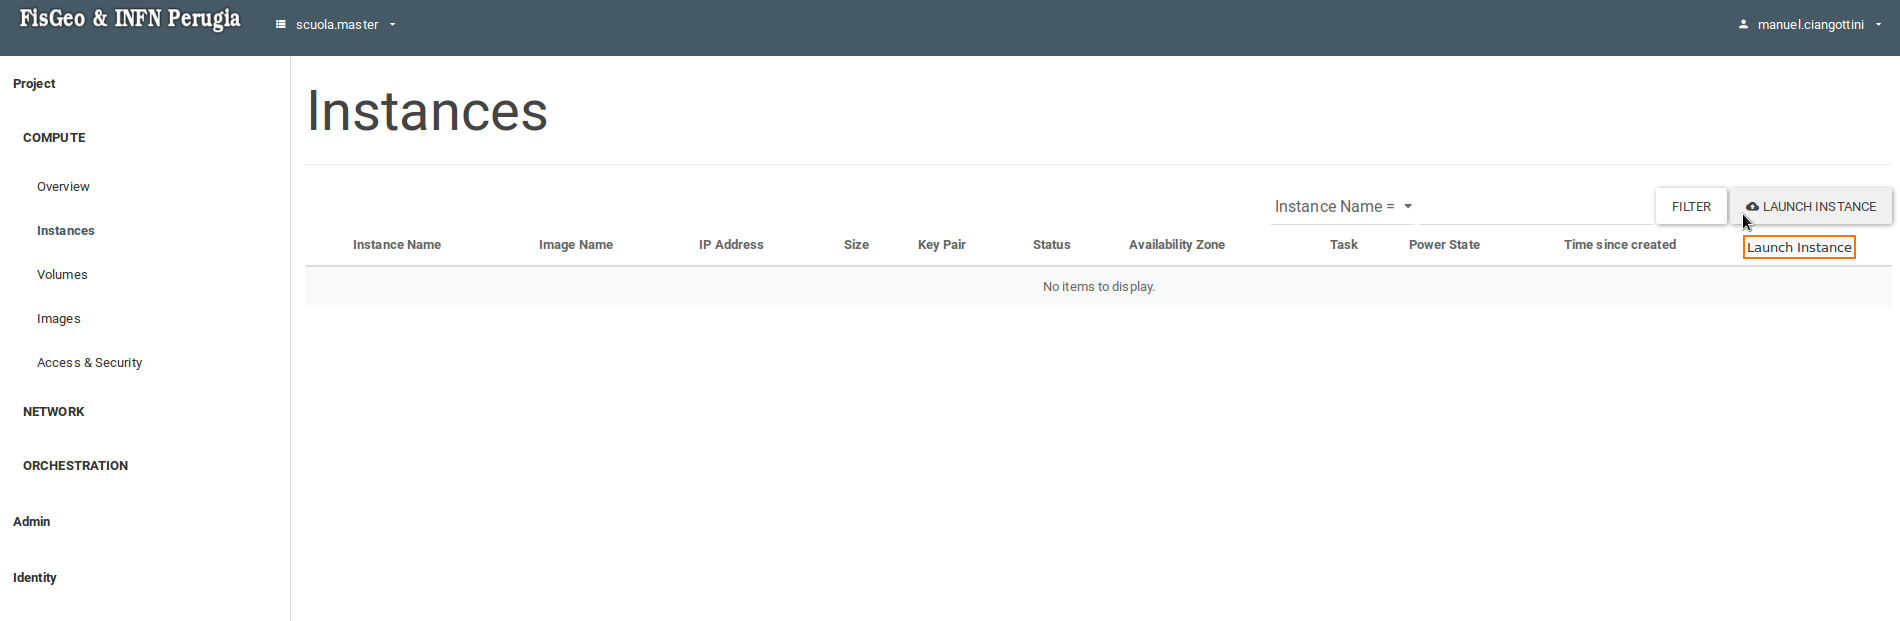 FisGeo & INFN Perugia
scuola.master
manuel.ciangottini
Project
COMPUTE
Overview
Instances
Volumes
Images
Access & Security
NETWORK
ORCHESTRATION
Admin
Identity
Instances
Instance Name =
FILTER
LAUNCH INSTANCE
Instance Name Image Name IP Address Size Key Pair Status Availability Zone Task Power State Time since created
Launch Instance
No items to display.